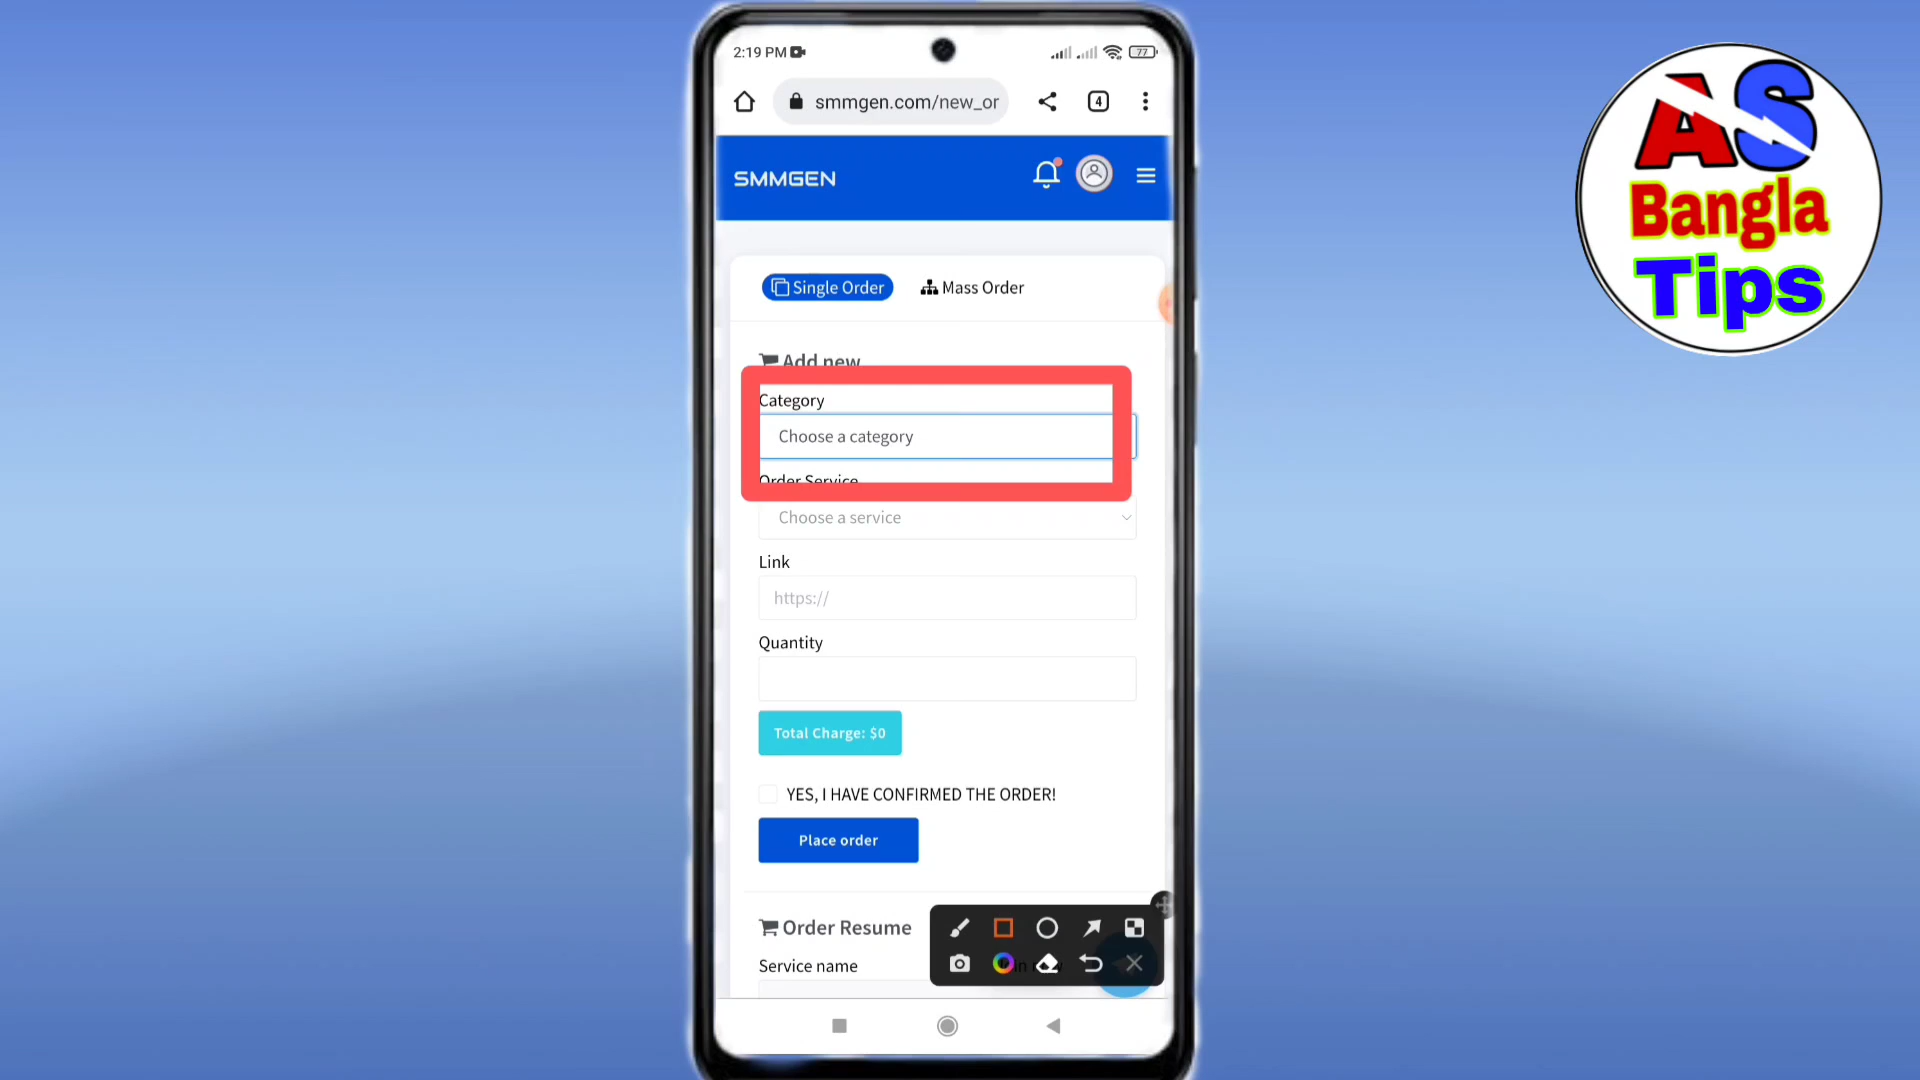 2:19 PM
77
smmgen.com/new_or
4
SMMGEN
Single Order
Mass Order
Add new
Category
Choose a category
Order Service
Choose a service
Link
https://
Quantity
Total Charge: $0
YES, I HAVE CONFIRMED THE ORDER!
Place order
Order Resume
Service name
AS
Bangla
Tips